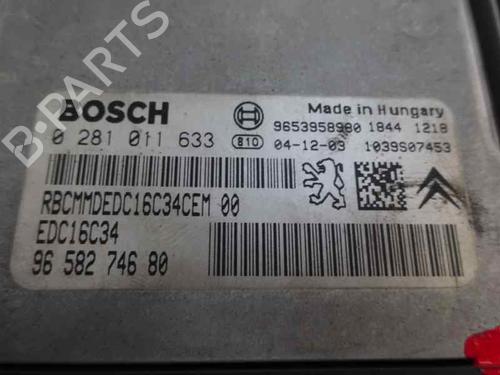 B-PARTS
BOSCH
Made in Hungary
0 281 011 633
810
9653958980 1844 1218
04-12-03 1039S07453
RBCMMDEDC16C34CEM 00
EDC16C34
96 582 746 80